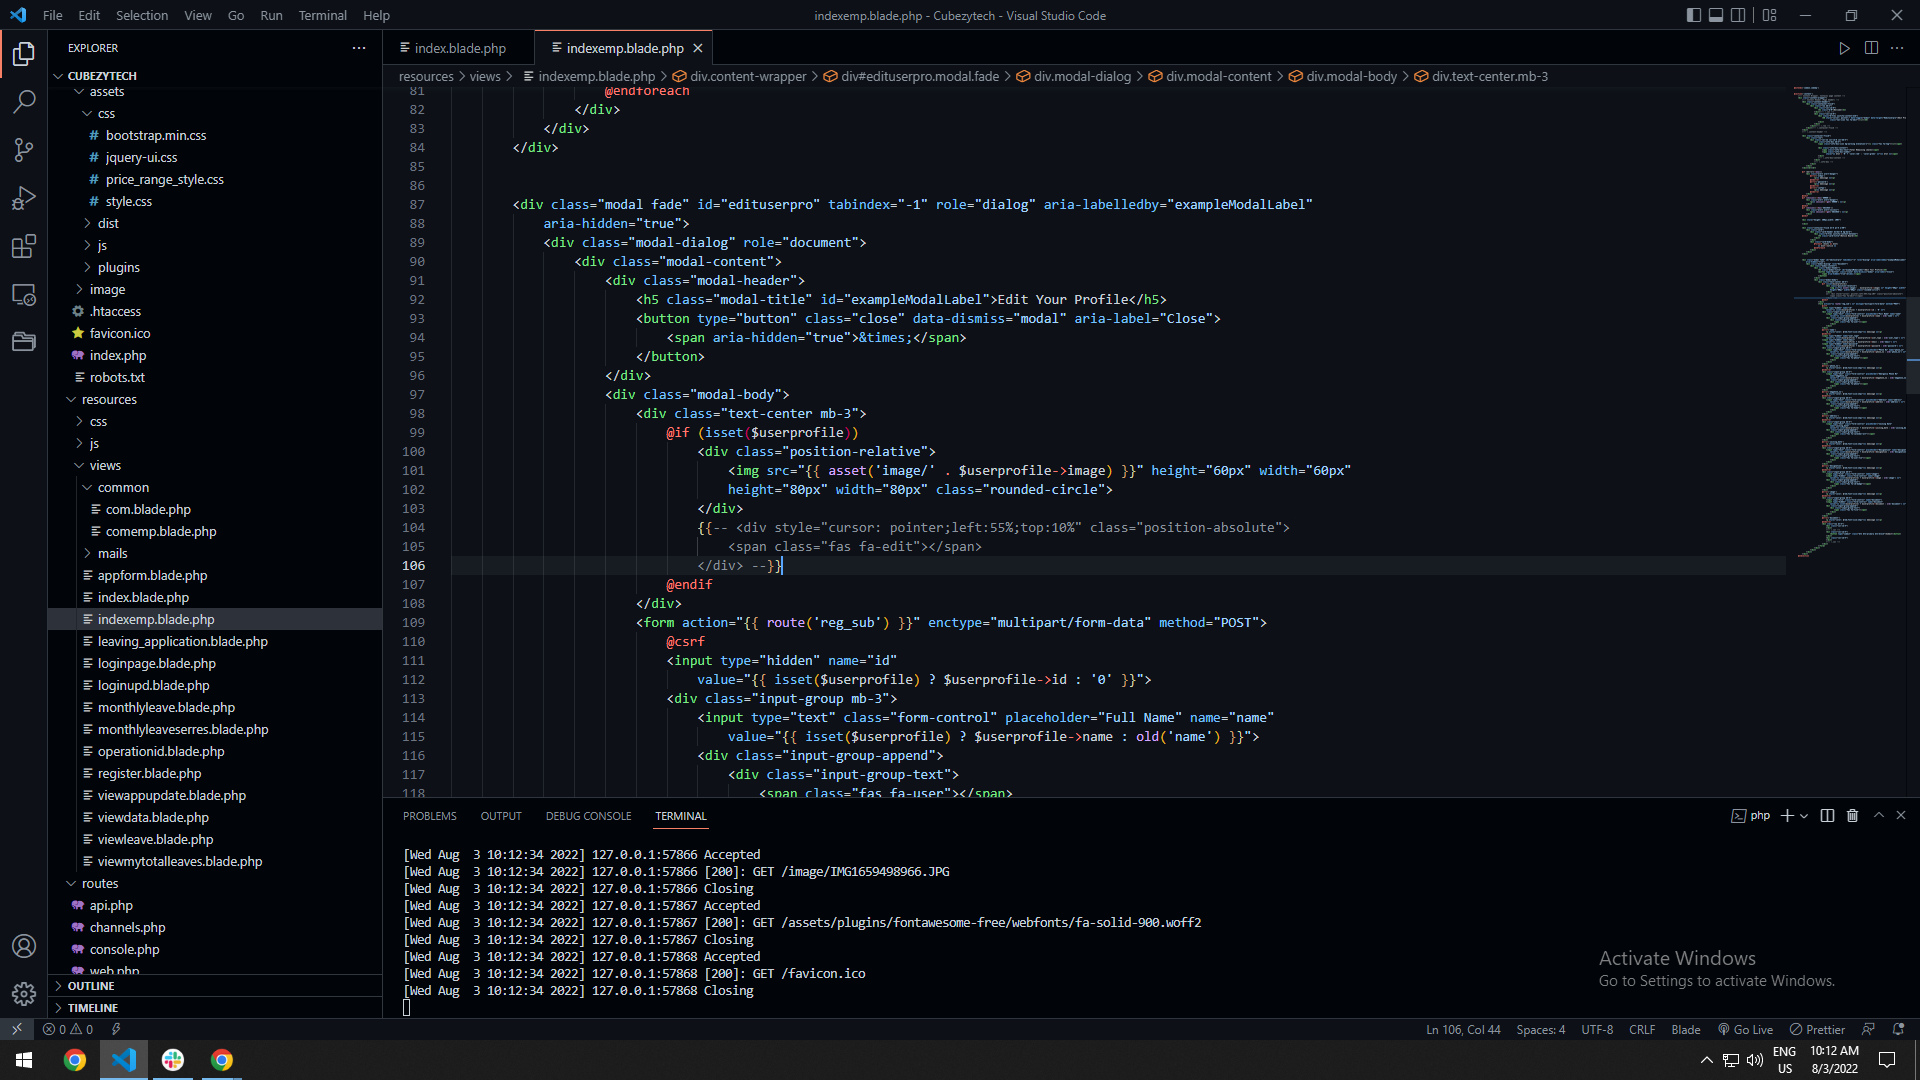 File Edit Selection View Go Run Terminal Help
indexemp.blade.php - Cubezytech - Visual Studio Code
EXPLORER
CUBEZYTECH
assets
css
bootstrap.min.css
jquery-ui.css
price_range_style.css
style.css
dist
js
plugins
image
.htaccess
favicon.ico
index.php
robots.txt
resources
css
js
views
common
com.blade.php
comemp.blade.php
mails
appform.blade.php
index.blade.php
indexemp.blade.php
leaving_application.blade.php
loginpage.blade.php
loginupd.blade.php
monthlyleave.blade.php
monthlyleaveserres.blade.php
operationid.blade.php
register.blade.php
viewappupdate.blade.php
viewdata.blade.php
viewleave.blade.php
viewmytotalleaves.blade.php
routes
api.php
channels.php
console.php
web.php
OUTLINE
TIMELINE
index.blade.php
indexemp.blade.php
resources > views > indexemp.blade.php > div.content-wrapper > div#edituserpro.modal.fade > div.modal-dialog > div.modal-content > div.modal-body > div.text-center.mb-3
81 @endforeach
82 </div>
83 </div>
84 </div>
85
86
87 <div class="modal fade" id="edituserpro" tabindex="-1" role="dialog" aria-labelledby="exampleModalLabel"
88 aria-hidden="true">
89 <div class="modal-dialog" role="document">
90 <div class="modal-content">
91 <div class="modal-header">
92 <h5 class="modal-title" id="exampleModalLabel">Edit Your Profile</h5>
93 <button type="button" class="close" data-dismiss="modal" aria-label="Close">
94 <span aria-hidden="true">&times;</span>
95 </button>
96 </div>
97 <div class="modal-body">
98 <div class="text-center mb-3">
99 @if (isset($userprofile))
100 <div class="position-relative">
101 <img src="{{ asset('image/' . $userprofile->image) }}" height="60px" width="60px"
102 height="80px" width="80px" class="rounded-circle">
103 </div>
104 {{-- <div style="cursor: pointer;left:55%;top:10%" class="position-absolute">
105 <span class="fas fa-edit"></span>
106 </div> --}}
107 @endif
108 </div>
109 <form action="{{ route('reg_sub') }}" enctype="multipart/form-data" method="POST">
110 @csrf
111 <input type="hidden" name="id"
112 value="{{ isset($userprofile) ? $userprofile->id : '0' }}">
113 <div class="input-group mb-3">
114 <input type="text" class="form-control" placeholder="Full Name" name="name"
115 value="{{ isset($userprofile) ? $userprofile->name : old('name') }}">
116 <div class="input-group-append">
117 <div class="input-group-text">
118 <span class="fas fa-user"></span>
PROBLEMS OUTPUT DEBUG CONSOLE TERMINAL
php
[Wed Aug  3 10:12:34 2022] 127.0.0.1:57866 Accepted
[Wed Aug  3 10:12:34 2022] 127.0.0.1:57866 [200]: GET /image/IMG1659498966.JPG
[Wed Aug  3 10:12:34 2022] 127.0.0.1:57866 Closing
[Wed Aug  3 10:12:34 2022] 127.0.0.1:57867 Accepted
[Wed Aug  3 10:12:34 2022] 127.0.0.1:57867 [200]: GET /assets/plugins/fontawesome-free/webfonts/fa-solid-900.woff2
[Wed Aug  3 10:12:34 2022] 127.0.0.1:57867 Closing
[Wed Aug  3 10:12:34 2022] 127.0.0.1:57868 Accepted
[Wed Aug  3 10:12:34 2022] 127.0.0.1:57868 [200]: GET /favicon.ico
[Wed Aug  3 10:12:34 2022] 127.0.0.1:57868 Closing
Activate Windows
Go to Settings to activate Windows.
0 0
Ln 106, Col 44 Spaces: 4 UTF-8 CRLF Blade Go Live Prettier
ENG
US
10:12 AM
8/3/2022